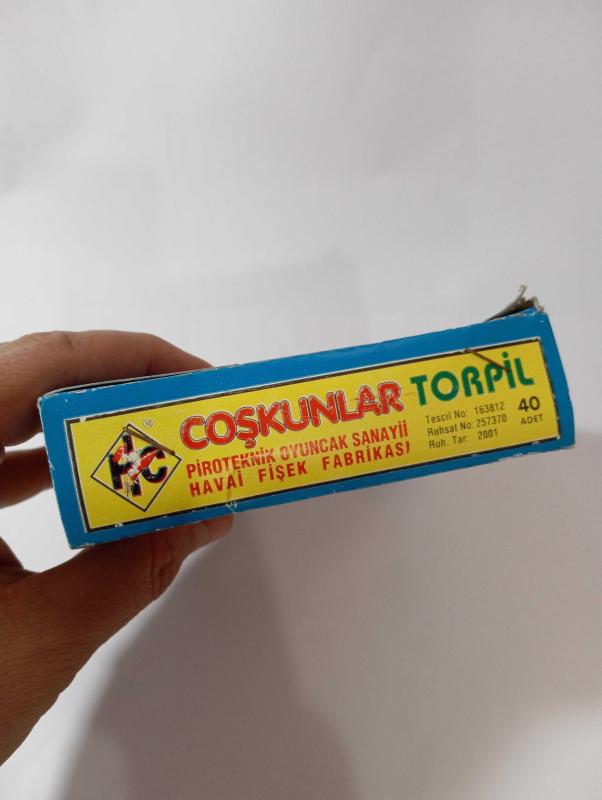 ®
HC
COŞKUNLAR TORPİL
PİROTEKNİK OYUNCAK SANAYİİ
HAVAİ FİŞEK FABRİKASI
Tescil No: 163812
Ruhsat No: 257370
Ruh. Tar: 2001
40
ADET